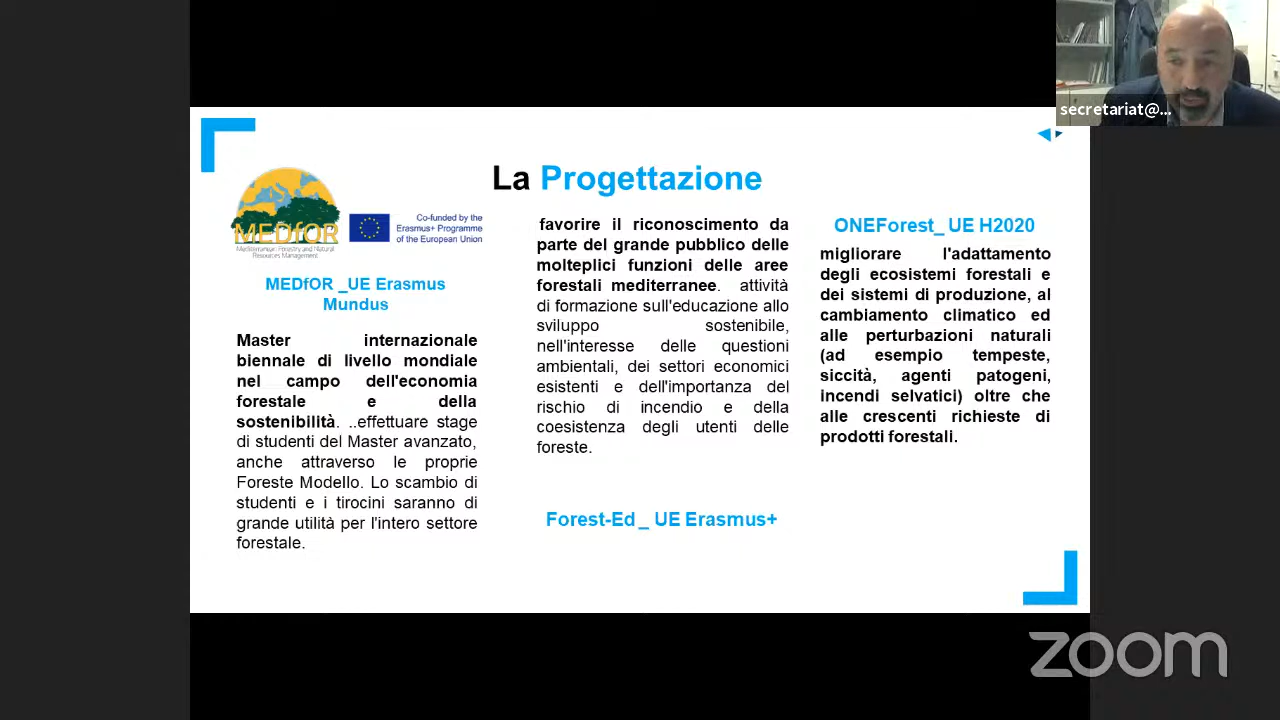 secretariat@...
La Progettazione
MEDfOR
Mediterranean Forestry and Natural
Resources Management
Co-funded by the
Erasmus+ Programme
of the European Union
MEDfOR _UE Erasmus
Mundus
Master internazionale
biennale di livello mondiale
nel campo dell'economia
forestale e della
sostenibilità. ..effettuare stage
di studenti del Master avanzato,
anche attraverso le proprie
Foreste Modello. Lo scambio di
studenti e i tirocini saranno di
grande utilità per l'intero settore
forestale.
favorire il riconoscimento da
parte del grande pubblico delle
molteplici funzioni delle aree
forestali mediterranee. attività
di formazione sull'educazione allo
sviluppo sostenibile,
nell'interesse delle questioni
ambientali, dei settori economici
esistenti e dell'importanza del
rischio di incendio e della
coesistenza degli utenti delle
foreste.
Forest-Ed _ UE Erasmus+
ONEForest_ UE H2020
migliorare l'adattamento
degli ecosistemi forestali e
dei sistemi di produzione, al
cambiamento climatico ed
alle perturbazioni naturali
(ad esempio tempeste,
siccità, agenti patogeni,
incendi selvatici) oltre che
alle crescenti richieste di
prodotti forestali.
zoom